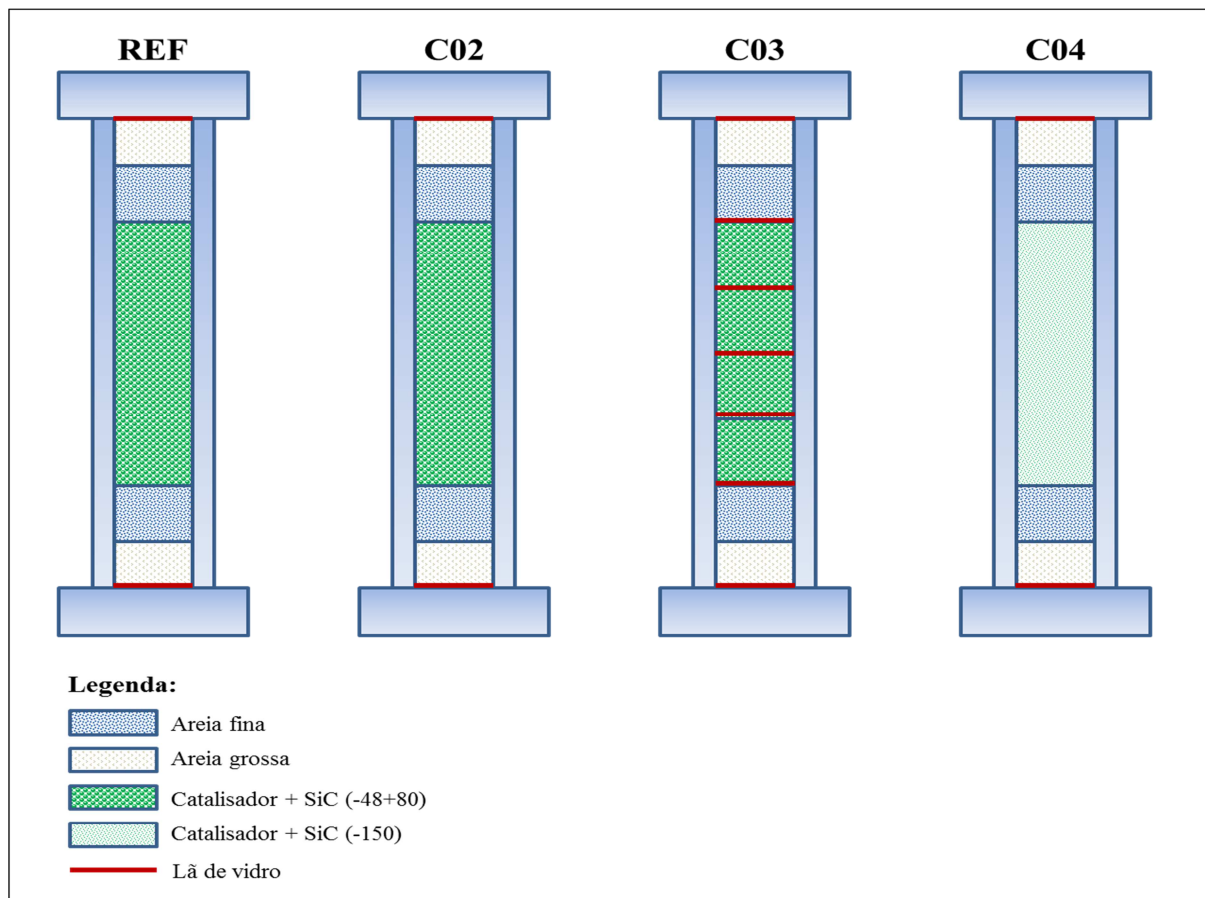 REF C02 C03 C04
Legenda:
Areia fina
Areia grossa
Catalisador + SiC (-48+80)
Catalisador + SiC (-150)
Lã de vidro